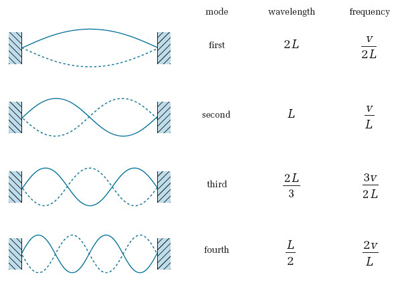 mode wavelength frequency
first 2L v/2L
second L v/L
third 2L/3 3v/2L
fourth L/2 2v/L